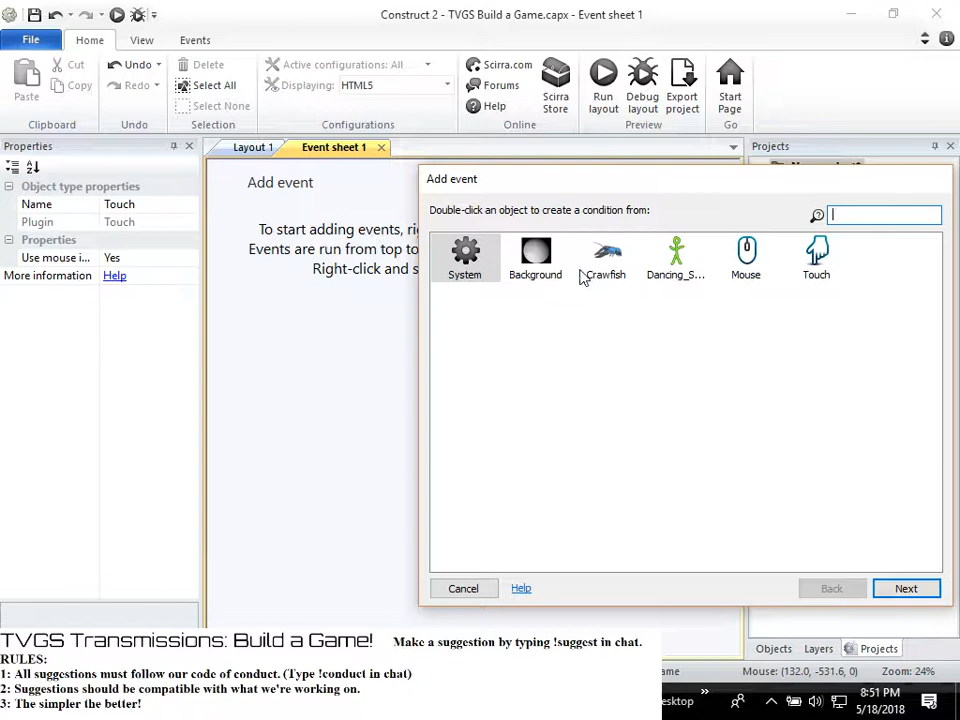 Construct 2 - TVGS Build a Game.capx - Event sheet 1
File Home View Events
Paste Cut Copy Clipboard
Undo Redo Undo
Delete Select All Select None Selection
Active configurations: All
Displaying: HTML5
Configurations
Scirra.com Forums Help Scirra Store Online
Run layout Debug layout Export project Preview
Start Page Go
Properties
Layout 1 Event sheet 1
Projects
Object type properties
Name Touch
Plugin Touch
Properties
Use mouse i... Yes
More information Help
Add event
To start adding events, ri
Events are run from top to
Right-click and s
Add event
Double-click an object to create a condition from:
System Background Crawfish Dancing_S... Mouse Touch
Cancel Help Back Next
Objects Layers Projects
ame Mouse: (132.0, -531.6, 0) Zoom: 24%
TVGS Transmissions: Build a Game! Make a suggestion by typing !suggest in chat.
RULES:
1: All suggestions must follow our code of conduct. (Type !conduct in chat)
2: Suggestions should be compatible with what we're working on.
3: The simpler the better!
esktop
8:51 PM
5/18/2018